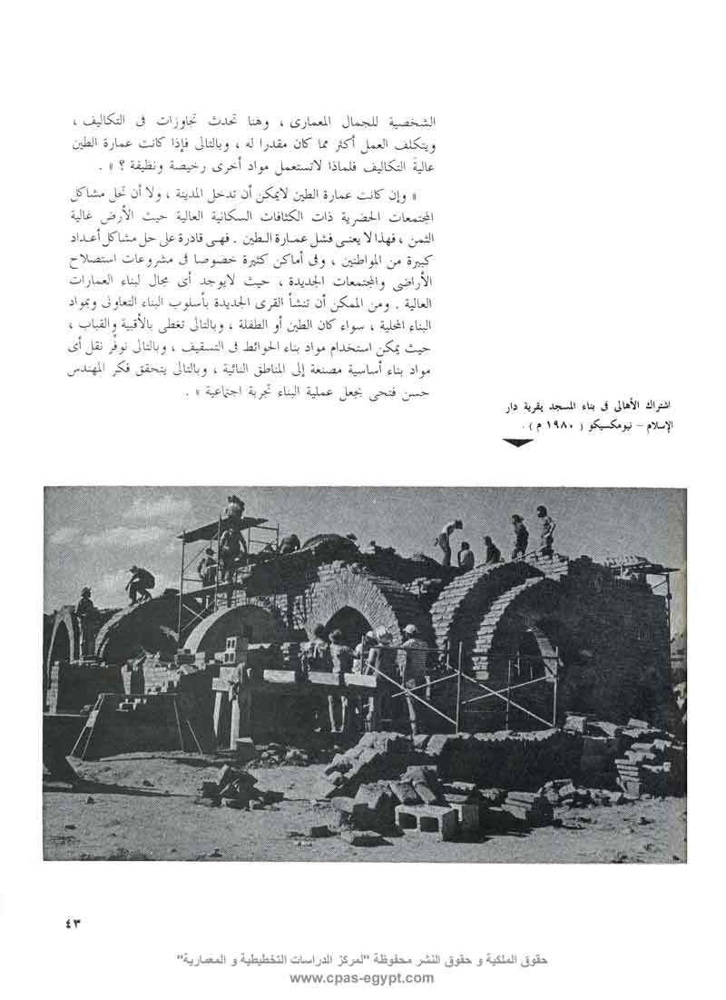 الشخصية للجمال المعمارى ، وهنا تحدث تجاوزات فى التكاليف ،
ويتكلف العمل أكثر مما كان مقدرا له ، وبالتالى فإذا كانت عمارة الطين
عالية التكاليف فلماذا لاتستعمل مواد أخرى رخيصة ونظيفة ؟ » .
« وإن كانت عمارة الطين لايمكن أن تدخل المدينة ، ولا أن تحل مشاكل
المجتمعات الحضرية ذات الكثافات السكانية العالية حيث الأرض غالية
الثمن ، فهذا لا يعنى فشل عمارة الطين . فهى قادرة على حل مشاكل أعداد
كبيرة من المواطنين ، وفى أماكن كثيرة خصوصا فى مشروعات استصلاح
الأراضى والمجتمعات الجديدة ، حيث لايوجد أى مجال لبناء العمارات
العالية . ومن الممكن أن تنشأ القرى الجديدة بأسلوب البناء التعاونى وبمواد
البناء المحلية ، سواء كان الطين أو الطفلة ، وبالتالى تغطى بالأقبية والقباب ،
حيث يمكن استخدام مواد بناء الحوائط فى التسقيف ، وبالتالى نوفر نقل أى
مواد بناء أساسية مصنعة إلى المناطق النائية ، وبالتالى يتحقق فكر المهندس
حسن فتحى بجعل عملية البناء تجربة اجتماعية » .
اشتراك الأهالى فى بناء المسجد بقرية دار
الإسلام – نيومكسيكو ( ١٩٨٠ م ) .
٤٣
حقوق الملكية و حقوق النشر محفوظة "لمركز الدراسات التخطيطية و المعمارية"
www.cpas-egypt.com